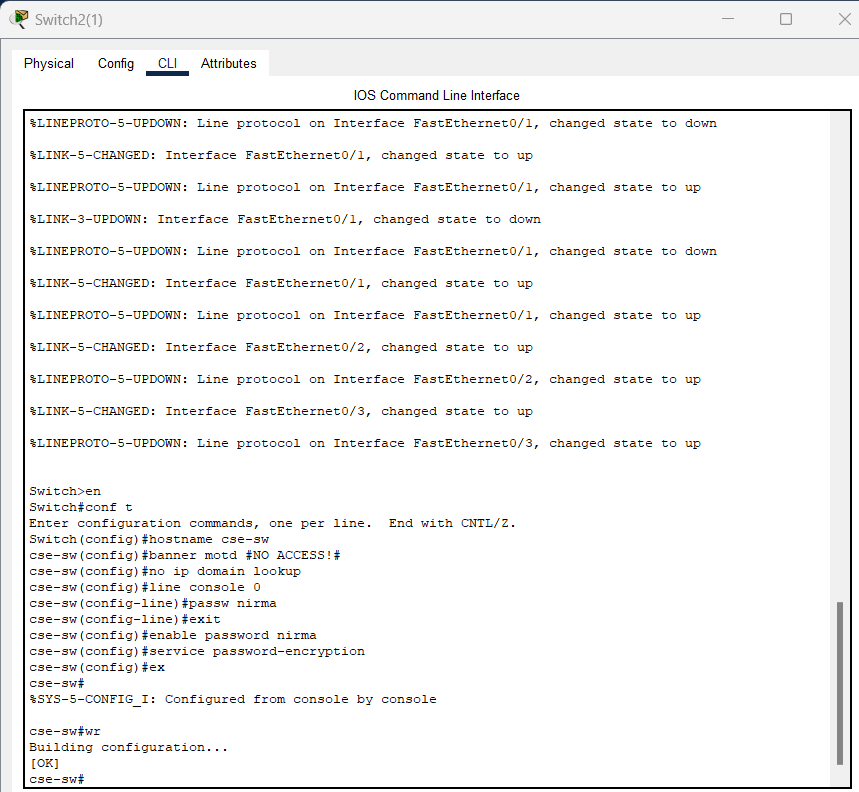 Switch2(1)
Physical Config CLI Attributes
IOS Command Line Interface
%LINEPROTO-5-UPDOWN: Line protocol on Interface FastEthernet0/1, changed state to down
%LINK-5-CHANGED: Interface FastEthernet0/1, changed state to up
%LINEPROTO-5-UPDOWN: Line protocol on Interface FastEthernet0/1, changed state to up
%LINK-3-UPDOWN: Interface FastEthernet0/1, changed state to down
%LINEPROTO-5-UPDOWN: Line protocol on Interface FastEthernet0/1, changed state to down
%LINK-5-CHANGED: Interface FastEthernet0/1, changed state to up
%LINEPROTO-5-UPDOWN: Line protocol on Interface FastEthernet0/1, changed state to up
%LINK-5-CHANGED: Interface FastEthernet0/2, changed state to up
%LINEPROTO-5-UPDOWN: Line protocol on Interface FastEthernet0/2, changed state to up
%LINK-5-CHANGED: Interface FastEthernet0/3, changed state to up
%LINEPROTO-5-UPDOWN: Line protocol on Interface FastEthernet0/3, changed state to up
Switch>en
Switch#conf t
Enter configuration commands, one per line.  End with CNTL/Z.
Switch(config)#hostname cse-sw
cse-sw(config)#banner motd #NO ACCESS!#
cse-sw(config)#no ip domain lookup
cse-sw(config)#line console 0
cse-sw(config-line)#passw nirma
cse-sw(config-line)#exit
cse-sw(config)#enable password nirma
cse-sw(config)#service password-encryption
cse-sw(config)#ex
cse-sw#
%SYS-5-CONFIG_I: Configured from console by console
cse-sw#wr
Building configuration...
[OK]
cse-sw#